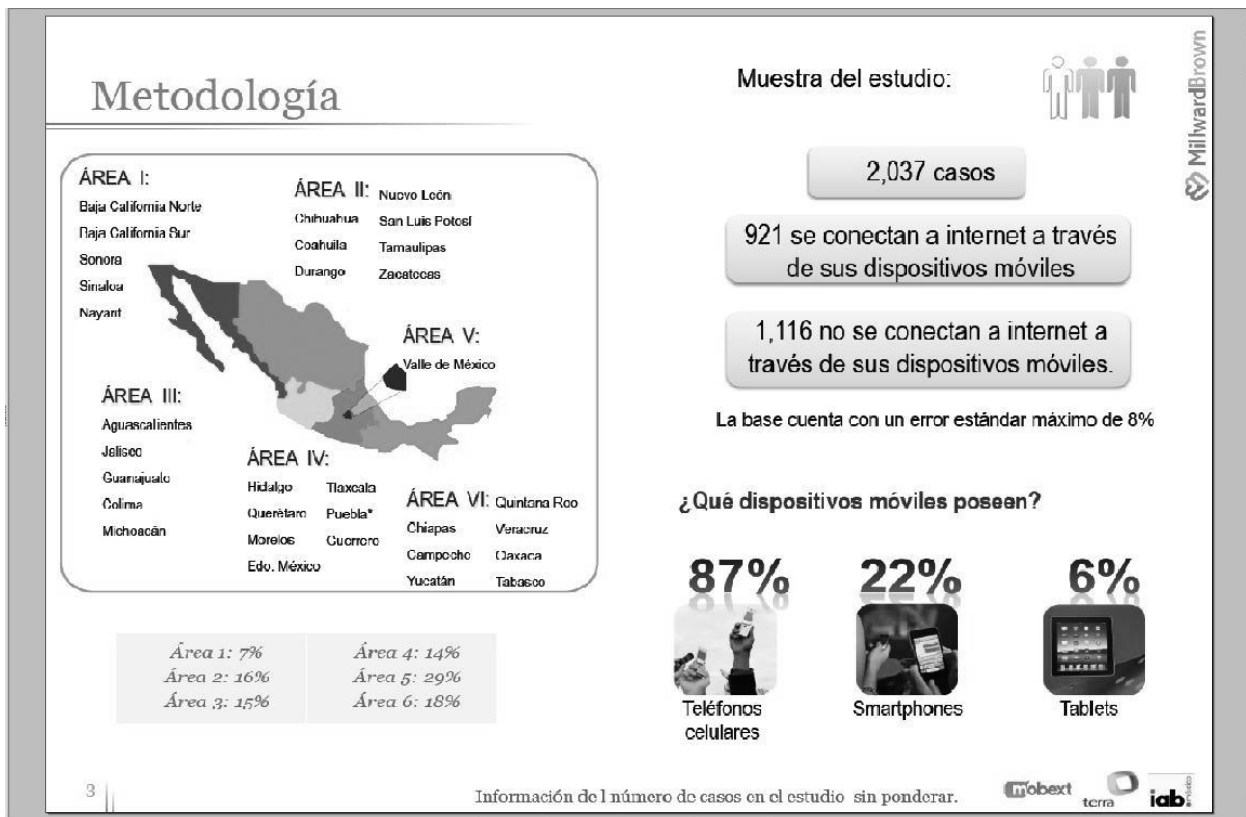 Metodología
ÁREA I:
Baja California Norte
Baja California Sur
Sonora
Sinaloa
Nayarit
ÁREA II:
Chihuahua
Coahuila
Durango
Nuevo León
San Luis Potosí
Tamaulipas
Zacatecas
ÁREA V:
Valle de México
ÁREA III:
Aguascalientes
Jalisco
Guanajuato
Colima
Michoacán
ÁREA IV:
Hidalgo
Querétaro
Morelos
Edo. México
Tlaxcala
Puebla*
Guerrero
ÁREA VI:
Chiapas
Campeche
Yucatán
Quintana Roo
Veracruz
Oaxaca
Tabasco
Área 1: 7%
Área 2: 16%
Área 3: 15%
Área 4: 14%
Área 5: 29%
Área 6: 18%
Muestra del estudio:
2,037 casos
921 se conectan a internet a través
de sus dispositivos móviles
1,116 no se conectan a internet a
través de sus dispositivos móviles.
La base cuenta con un error estándar máximo de 8%
¿Qué dispositivos móviles poseen?
87%
Teléfonos
celulares
22%
Smartphones
6%
Tablets
MillwardBrown
3
Información de l número de casos en el estudio sin ponderar.
mobext
terra
iab
méxico